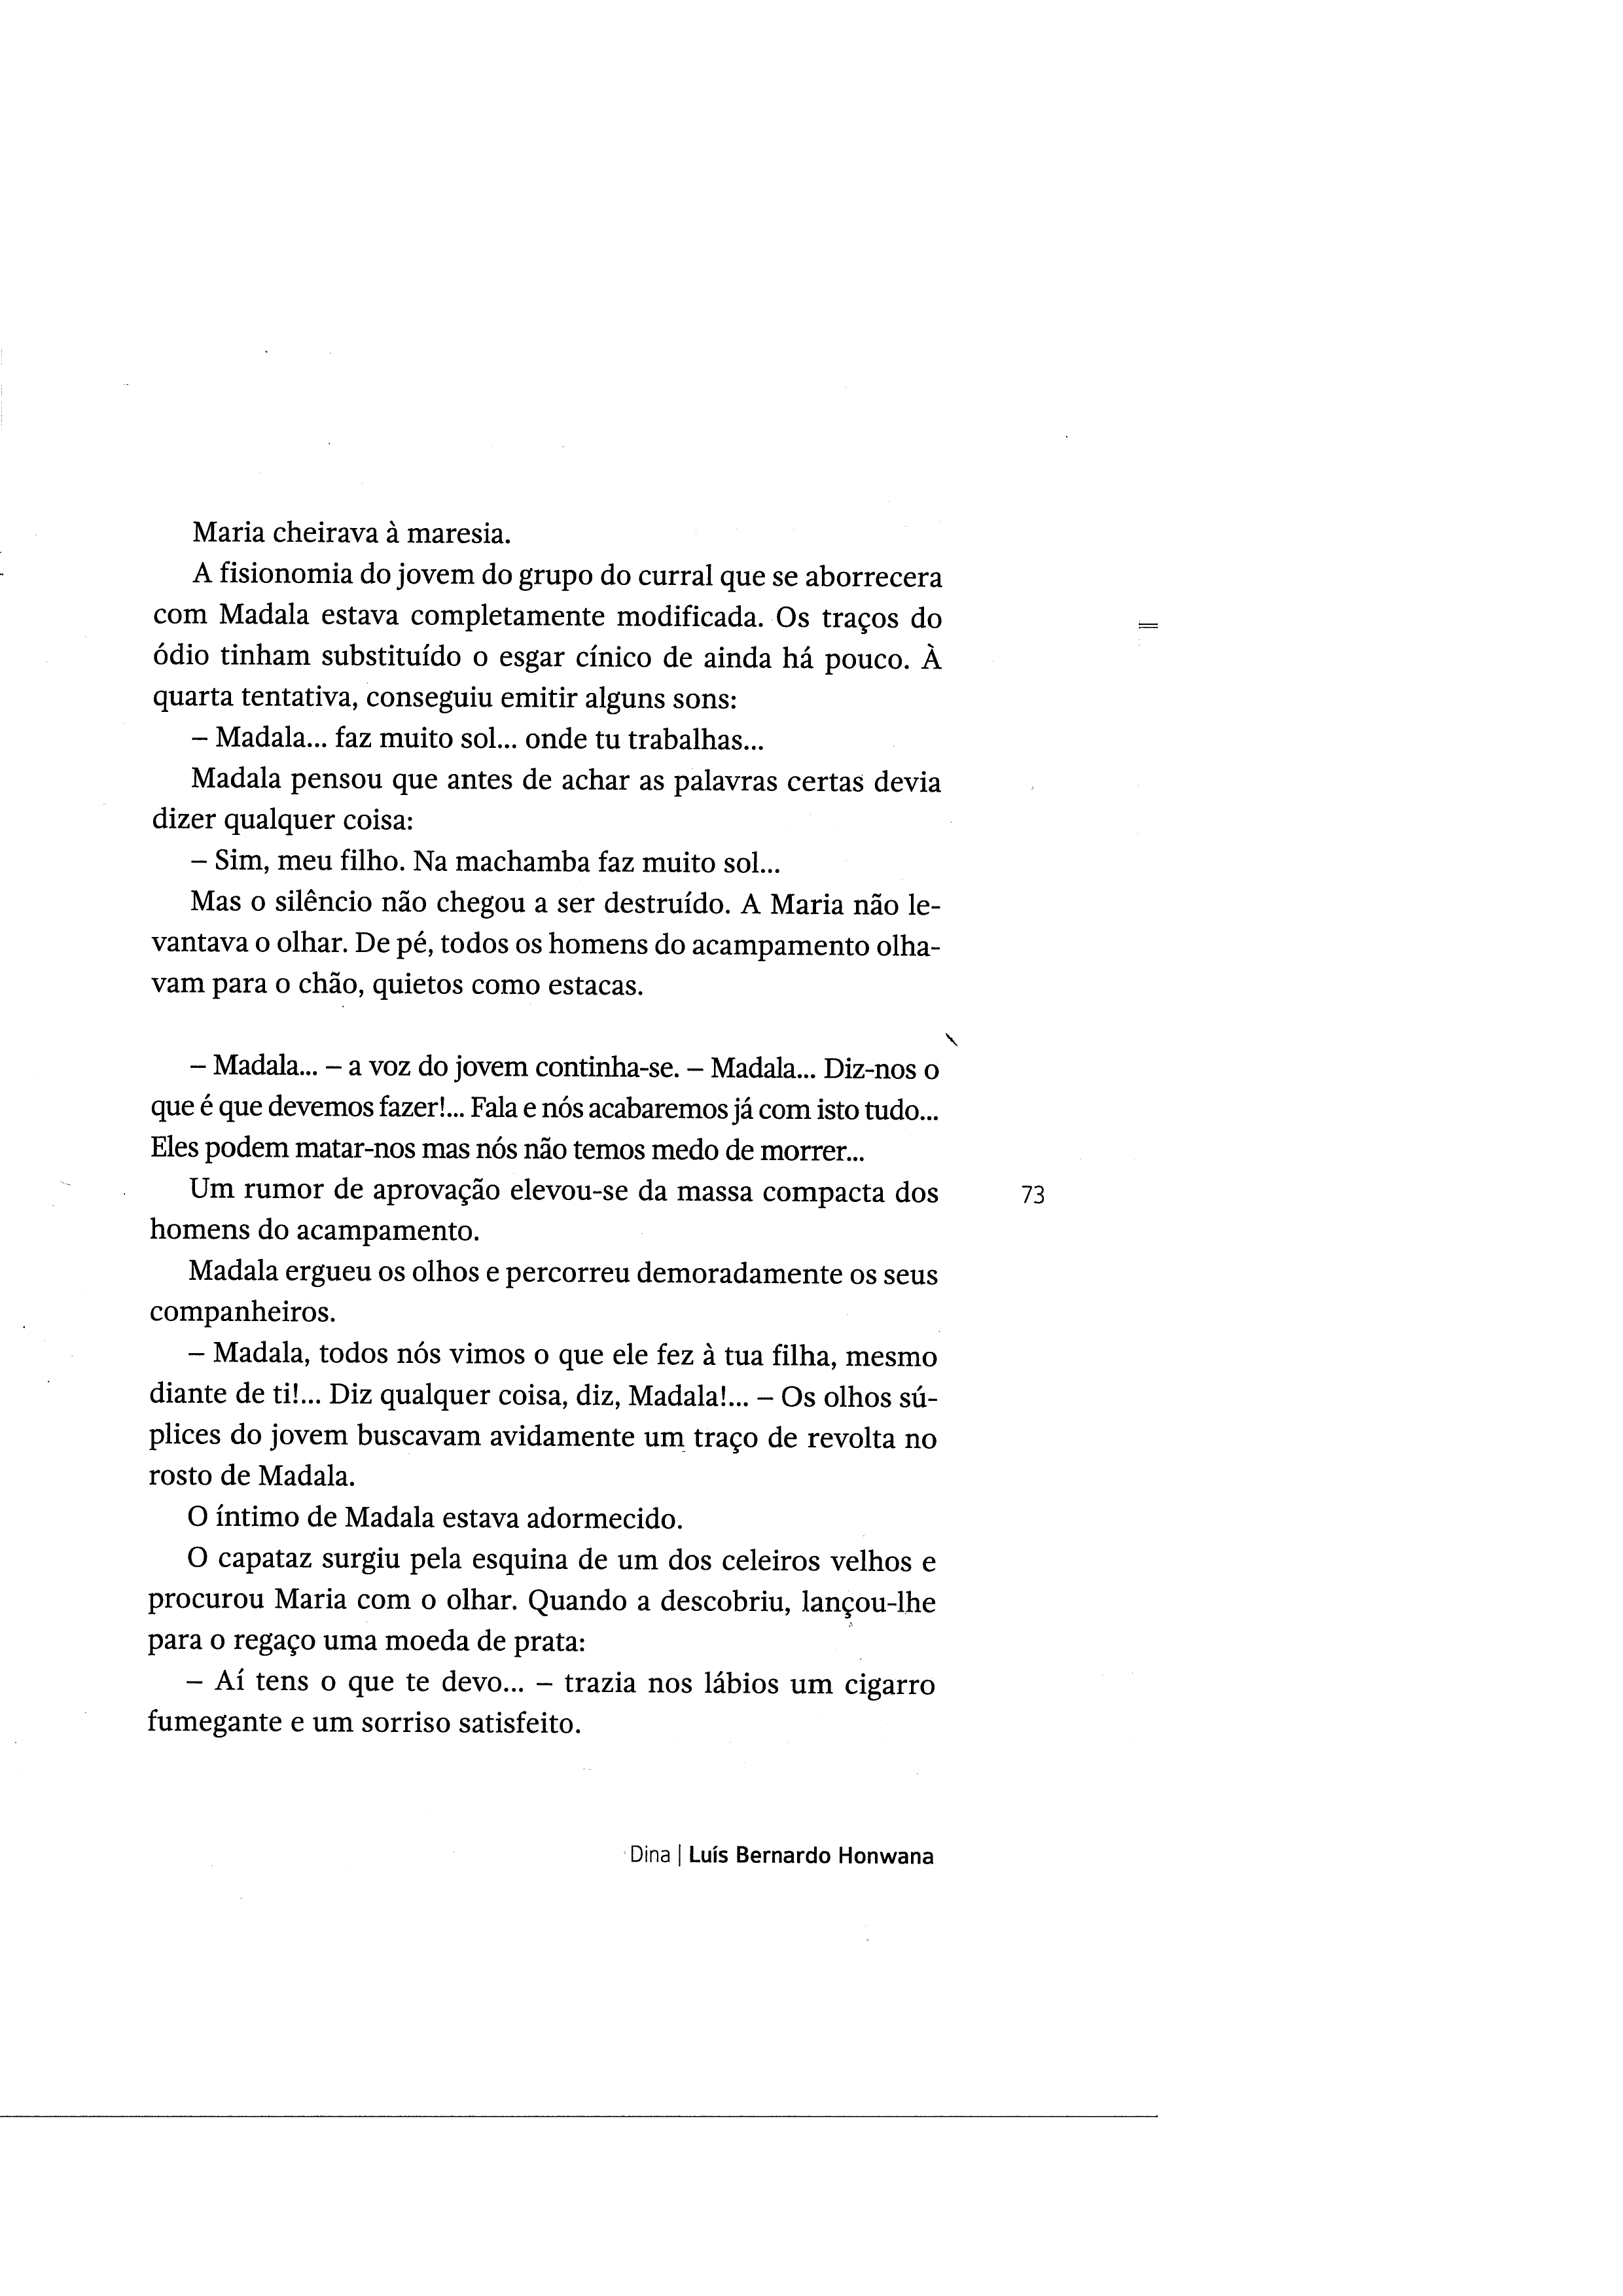 Maria cheirava à maresia.
A fisionomia do jovem do grupo do curral que se aborrecera
com Madala estava completamente modificada. Os traços do
ódio tinham substituído o esgar cínico de ainda há pouco. À
quarta tentativa, conseguiu emitir alguns sons:
– Madala... faz muito sol... onde tu trabalhas...
Madala pensou que antes de achar as palavras certas devia
dizer qualquer coisa:
– Sim, meu filho. Na machamba faz muito sol...
Mas o silêncio não chegou a ser destruído. A Maria não le-
vantava o olhar. De pé, todos os homens do acampamento olha-
vam para o chão, quietos como estacas.
– Madala... – a voz do jovem continha-se. – Madala... Diz-nos o
que é que devemos fazer!... Fala e nós acabaremos já com isto tudo...
Eles podem matar-nos mas nós não temos medo de morrer...
Um rumor de aprovação elevou-se da massa compacta dos
homens do acampamento.
Madala ergueu os olhos e percorreu demoradamente os seus
companheiros.
– Madala, todos nós vimos o que ele fez à tua filha, mesmo
diante de ti!... Diz qualquer coisa, diz, Madala!... – Os olhos sú-
plices do jovem buscavam avidamente um traço de revolta no
rosto de Madala.
O íntimo de Madala estava adormecido.
O capataz surgiu pela esquina de um dos celeiros velhos e
procurou Maria com o olhar. Quando a descobriu, lançou-lhe
para o regaço uma moeda de prata:
– Aí tens o que te devo... – trazia nos lábios um cigarro
fumegante e um sorriso satisfeito.
73
Dina | Luís Bernardo Honwana